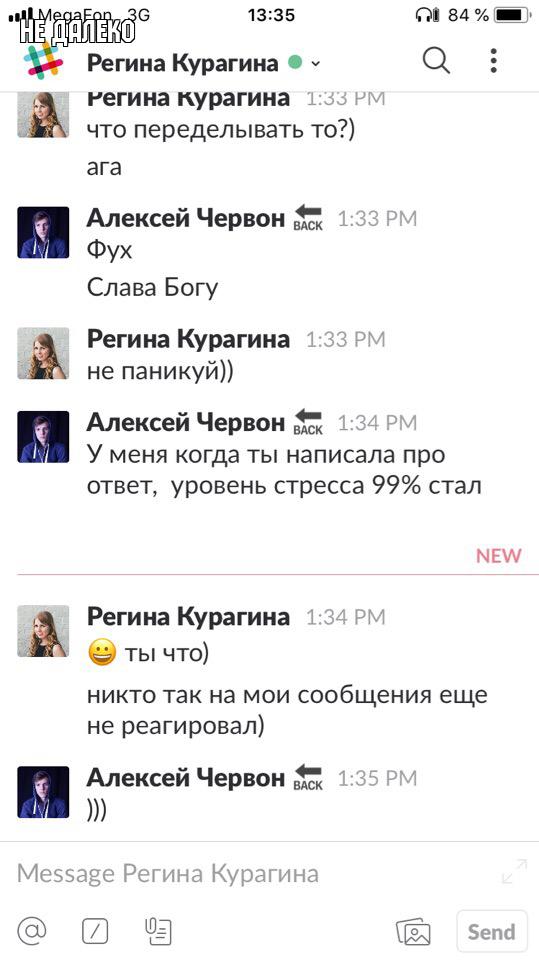 MegaFon 3G 13:35 84 %
НЕ ДАЛЕКО
Регина Курагина
Регина Курагина 1:33 PM
что переделывать то?)
ага
Алексей Червон BACK 1:33 PM
Фух
Слава Богу
Регина Курагина 1:33 PM
не паникуй))
Алексей Червон BACK 1:34 PM
У меня когда ты написала про
ответ, уровень стресса 99% стал
NEW
Регина Курагина 1:34 PM
😀 ты что)
никто так на мои сообщения еще
не реагировал)
Алексей Червон BACK 1:35 PM
)))
Message Регина Курагина
Send